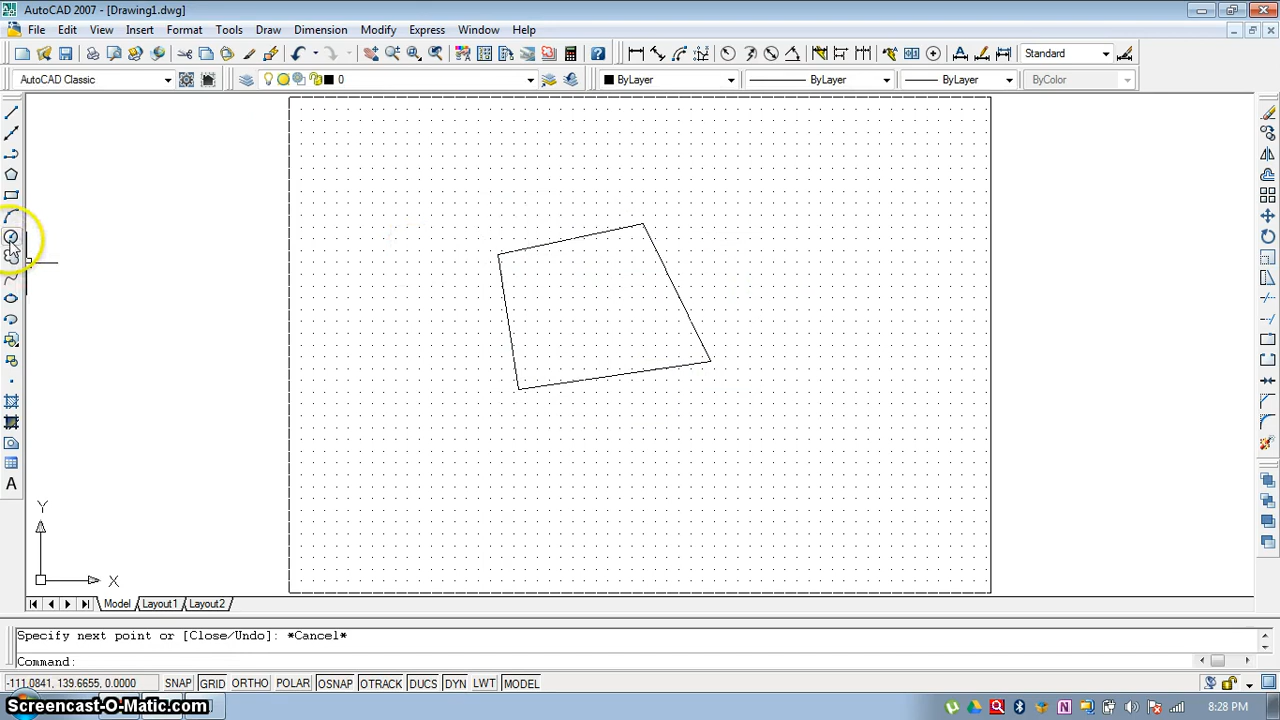 AutoCAD 2007 - [Drawing1.dwg]
File Edit View Insert Format Tools Draw Dimension Modify Express Window Help
Standard
AutoCAD Classic
0
ByLayer
ByLayer
ByLayer
ByColor
A
Y
X
Model Layout1 Layout2
Specify next point or [Close/Undo]: *Cancel*
Command:
-111.0841, 139.6655, 0.0000 SNAP GRID ORTHO POLAR OSNAP OTRACK DUCS DYN LWT MODEL
Screencast-O-Matic.com
8:28 PM